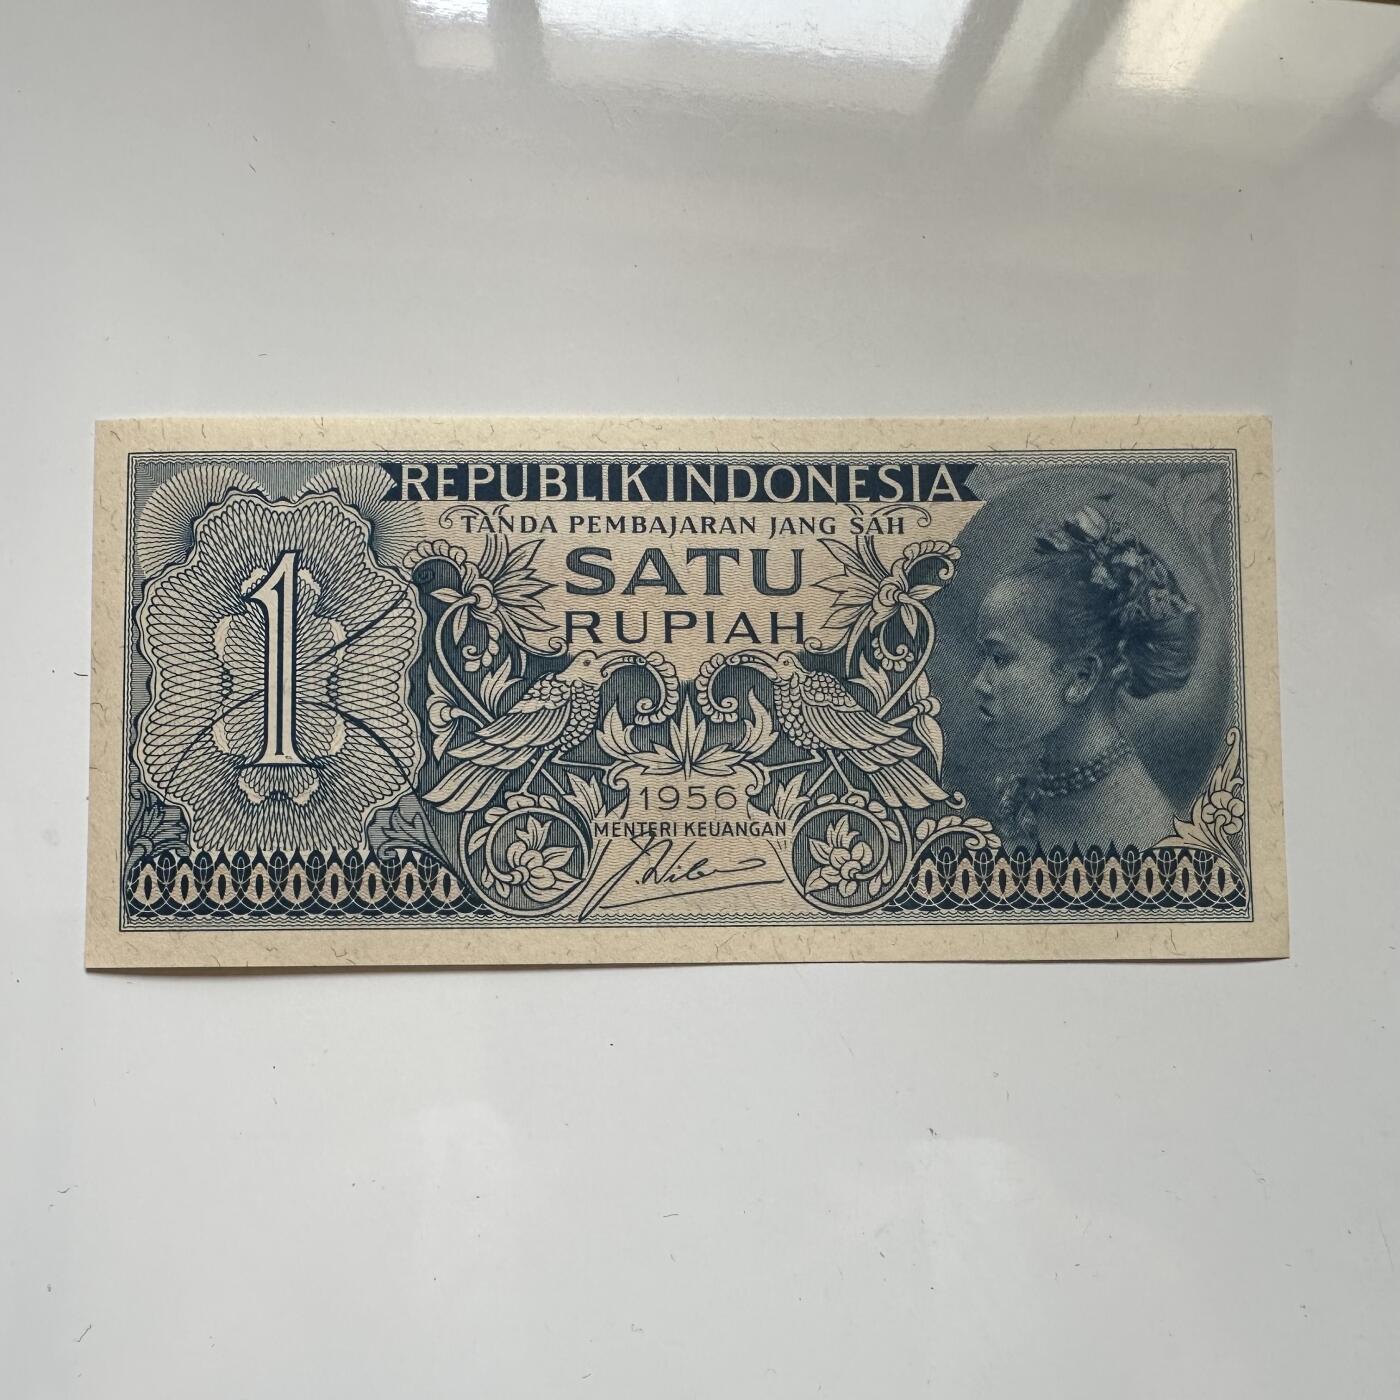 REPUBLIK INDONESIA
TANDA PEMBAJARAN JANG SAH
SATU
RUPIAH
1
1956
MENTERI KEUANGAN